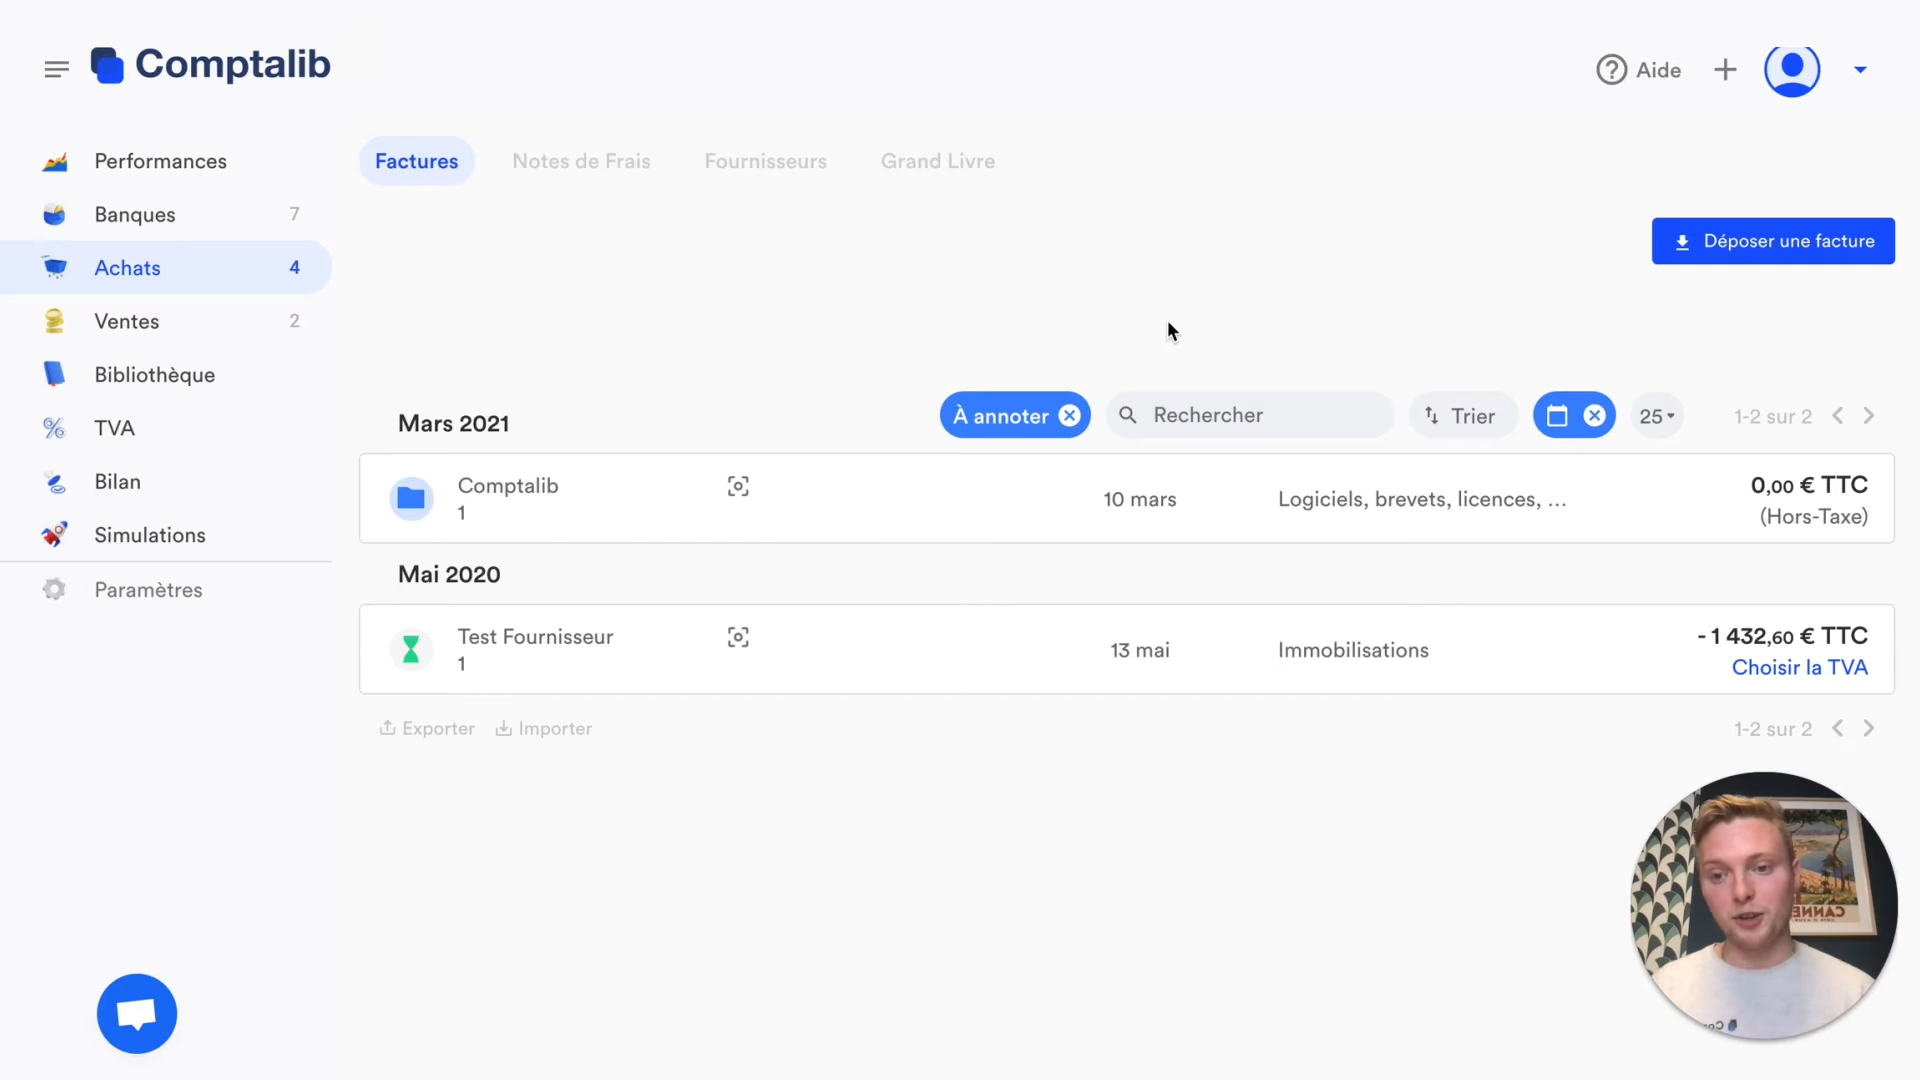 Comptalib
Aide
Performances
Banques 7
Achats 4
Ventes 2
Bibliothèque
TVA
Bilan
Simulations
Paramètres
Factures Notes de Frais Fournisseurs Grand Livre
Déposer une facture
Mars 2021
À annoter Rechercher Trier 25 1-2 sur 2
Comptalib
1
10 mars
Logiciels, brevets, licences, ...
0,00 € TTC
(Hors-Taxe)
Mai 2020
Test Fournisseur
1
13 mai
Immobilisations
- 1 432,60 € TTC
Choisir la TVA
Exporter Importer
1-2 sur 2